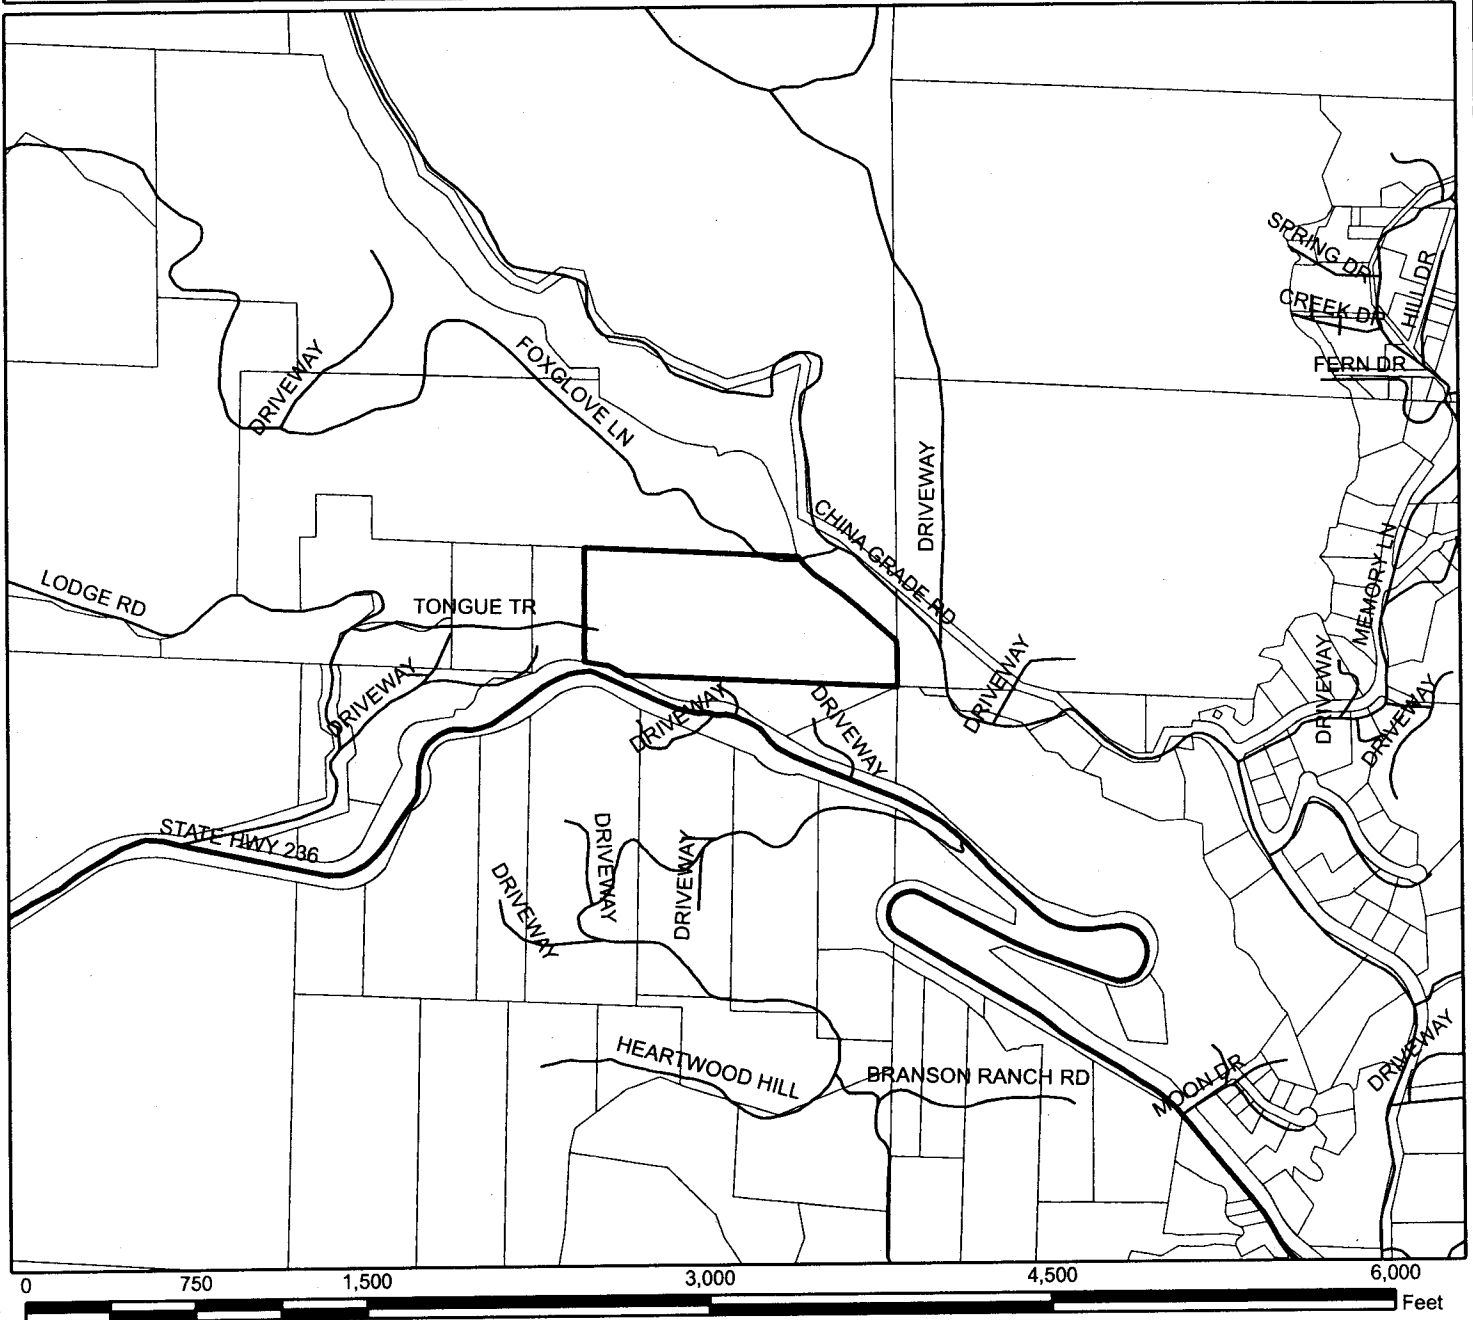 SPRING DR
HILL DR
CREEK DR
FERN DR
DRIVEWAY
FOXGLOVE LN
DRIVEWAY
CHINA GRADE RD
MEMORY LN
LODGE RD
TONGUE TR
DRIVEWAY
DRIVEWAY
DRIVEWAY
DRIVEWAY
DRIVEWAY
DRIVEWAY
DRIVEWAY
STATE HWY 236
DRIVEWAY
DRIVEWAY
DRIVEWAY
HEARTWOOD HILL
BRANSON RANCH RD
MOON DR
DRIVEWAY
0 750 1,500 3,000 4,500 6,000
Feet